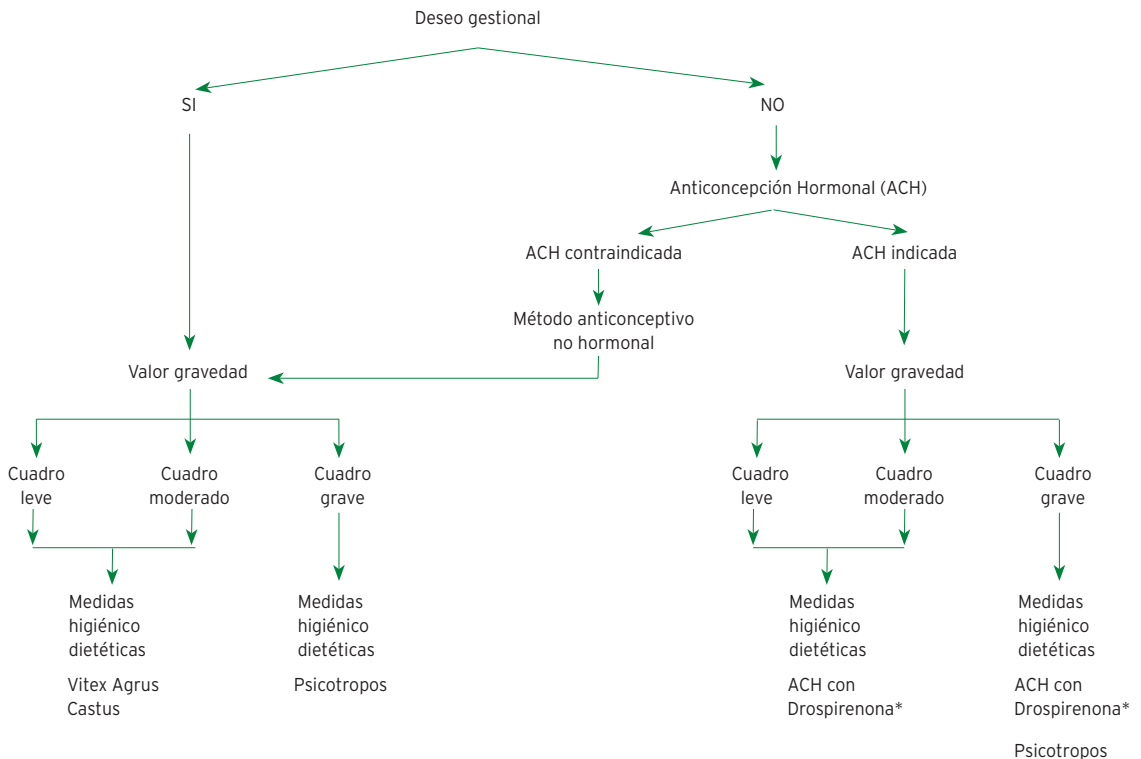 Deseo gestional
SI
NO
Anticoncepción Hormonal (ACH)
ACH contraindicada
ACH indicada
Método anticonceptivo
no hormonal
Valor gravedad
Valor gravedad
Cuadro
leve
Cuadro
moderado
Cuadro
grave
Cuadro
leve
Cuadro
moderado
Cuadro
grave
Medidas
higiénico
dietéticas
Vitex Agrus
Castus
Medidas
higiénico
dietéticas
Psicotropos
Medidas
higiénico
dietéticas
ACH con
Drospirenona*
Medidas
higiénico
dietéticas
ACH con
Drospirenona*
Psicotropos